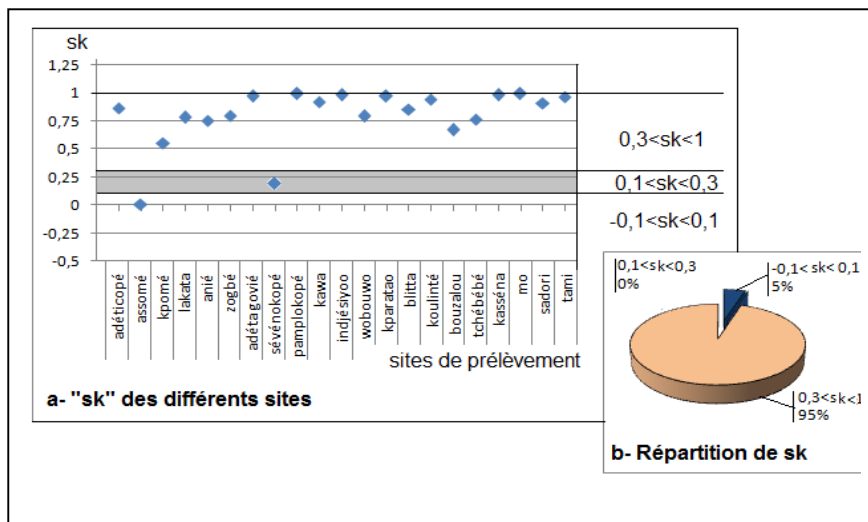 sk
1,25
1
0,75
0,5
0,25
0
-0,25
-0,5
0,3<sk<1
0,1<sk<0,3
-0,1<sk<0,1
adéticopé
assomé
kpomé
lakata
anié
zogbé
adétagovié
sévénokopé
pamplokopé
kawa
indjésiyoo
wobouwo
kparatao
blitta
koulinté
bouzalou
tchébébé
kasséna
mo
sadori
tami
sites de prélèvement
a- "sk" des différents sites
0,1<sk<0,3
0%
-0,1<sk<0,1
5%
0,3<sk<1
95%
b- Répartition de sk